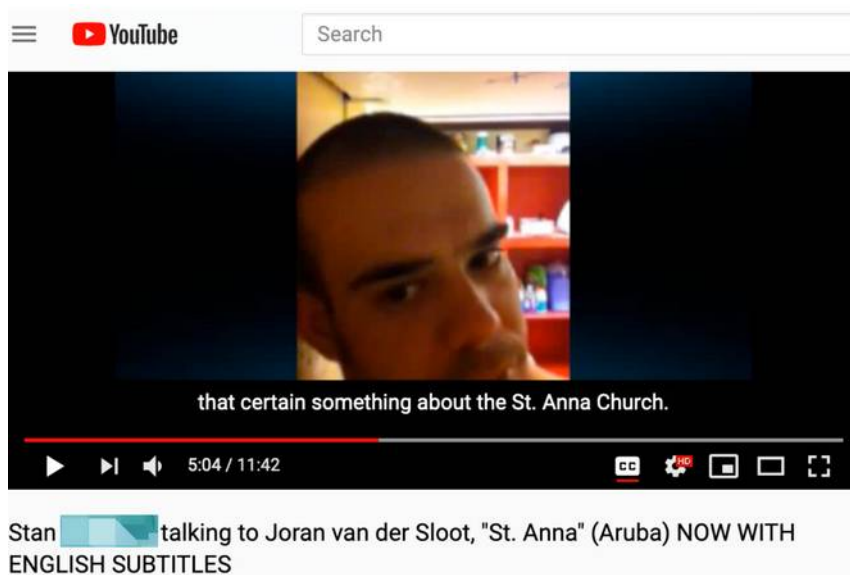 YouTube
Search
that certain something about the St. Anna Church.
5:04 / 11:42
CC
HD
Stan talking to Joran van der Sloot, "St. Anna" (Aruba) NOW WITH
ENGLISH SUBTITLES